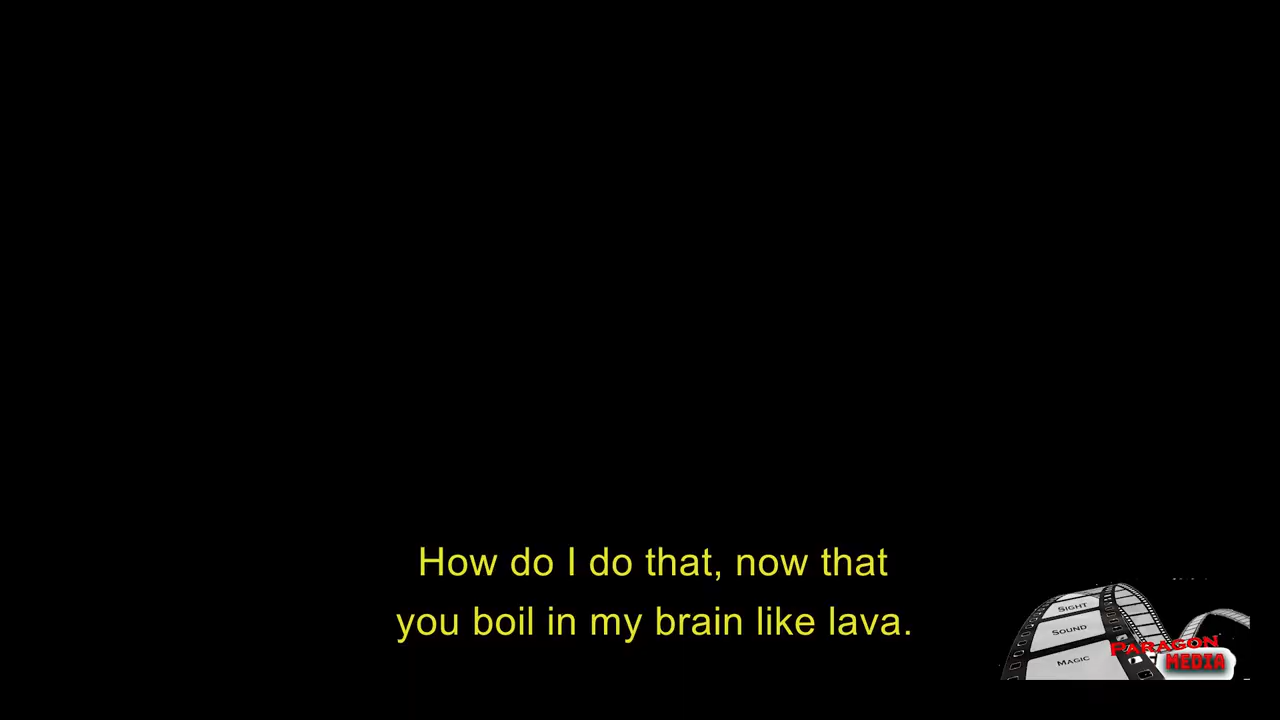 How do I do that, now that
you boil in my brain like lava.
SIGHT
SOUND
MAGIC
PARAGON
MEDIA